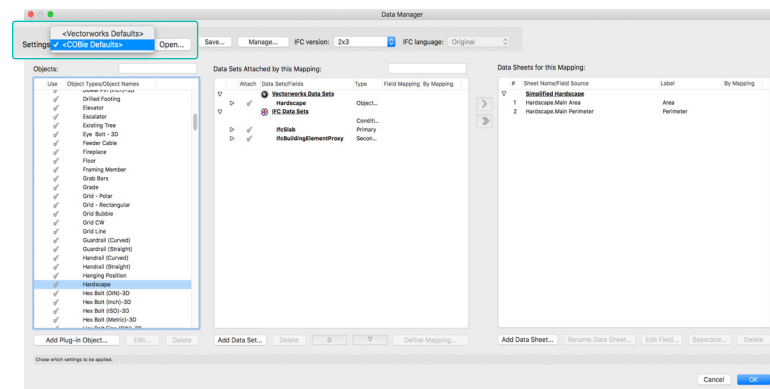 Data Manager
<Vectorworks Defaults>
Settings: ✓ <COBie Defaults> Open... Save... Manage... IFC version: 2x3 IFC language: Original
Objects: Data Sets Attached by this Mapping: Data Sheets for this Mapping:
Use Object Types/Object Names
Drilled Footing
Elevator
Escalator
Existing Tree
Eye Bolt - 3D
Feeder Cable
Fireplace
Floor
Framing Member
Grab Bars
Grade
Grid - Polar
Grid - Rectangular
Grid Bubble
Grid CW
Grid Line
Guardrail (Curved)
Guardrail (Straight)
Handrail (Curved)
Handrail (Straight)
Hanging Position
Hardscape
Hex Bolt (DIN)-3D
Hex Bolt (Inch)-3D
Hex Bolt (ISO)-3D
Hex Bolt (Metric)-3D
Add Plug-in Object... Edit... Delete
Attach Data Sets/Fields Type Field Mapping By Mapping
Vectorworks Data Sets
Hardscape Object...
IFC Data Sets
Conditi...
IfcSlab Primary
IfcBuildingElementProxy Secon...
Add Data Set... Delete Define Mapping...
# Sheet Name/Field Source Label By Mapping
Simplified Hardscape
1 Hardscape.Main Area Area
2 Hardscape.Main Perimeter Perimeter
Add Data Sheet... Rename Data Sheet... Edit Field... Separator... Delete
Chose which settings to be applied.
Cancel OK